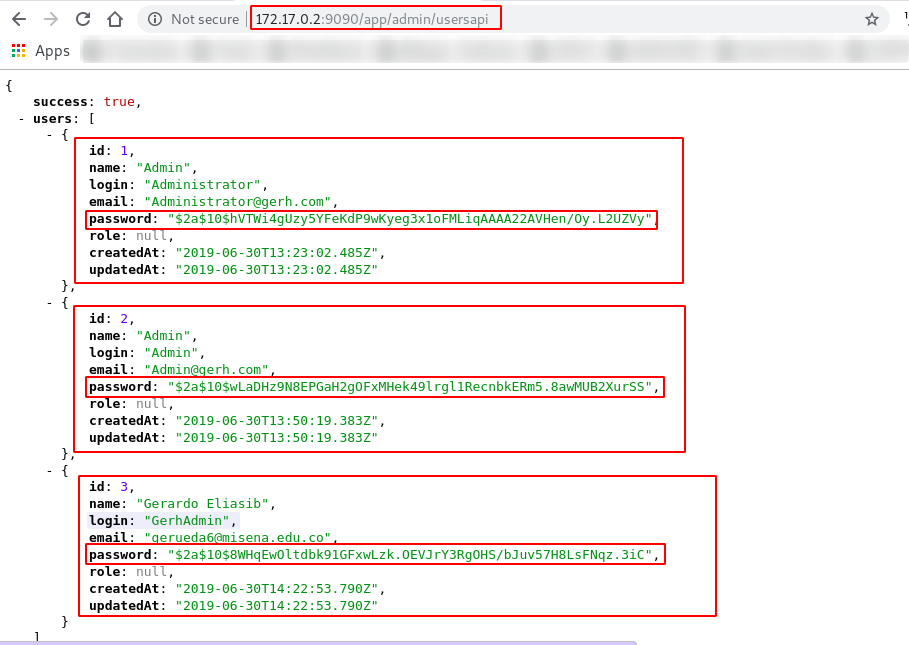 Not secure | 172.17.0.2:9090/app/admin/usersapi
Apps
{
success: true,
- users: [
- {
id: 1,
name: "Admin",
login: "Administrator",
email: "Administrator@gerh.com",
password: "$2a$10$hVTWi4gUzy5YFeKdP9wKyeg3x1oFMLiqAAAA22AVHen/Oy.L2UZVy",
role: null,
createdAt: "2019-06-30T13:23:02.485Z",
updatedAt: "2019-06-30T13:23:02.485Z"
},
- {
id: 2,
name: "Admin",
login: "Admin",
email: "Admin@gerh.com",
password: "$2a$10$wLaDHz9N8EPGaH2gOFxMHek49lrgl1RecnbkERm5.8awMUB2XurSS",
role: null,
createdAt: "2019-06-30T13:50:19.383Z",
updatedAt: "2019-06-30T13:50:19.383Z"
},
- {
id: 3,
name: "Gerardo Eliasib",
login: "GerhAdmin",
email: "gerueda6@misena.edu.co",
password: "$2a$10$8WHqEwOltdbk91GFxwLzk.OEVJrY3RgOHS/bJuv57H8LsFNqz.3iC",
role: null,
createdAt: "2019-06-30T14:22:53.790Z",
updatedAt: "2019-06-30T14:22:53.790Z"
}
]